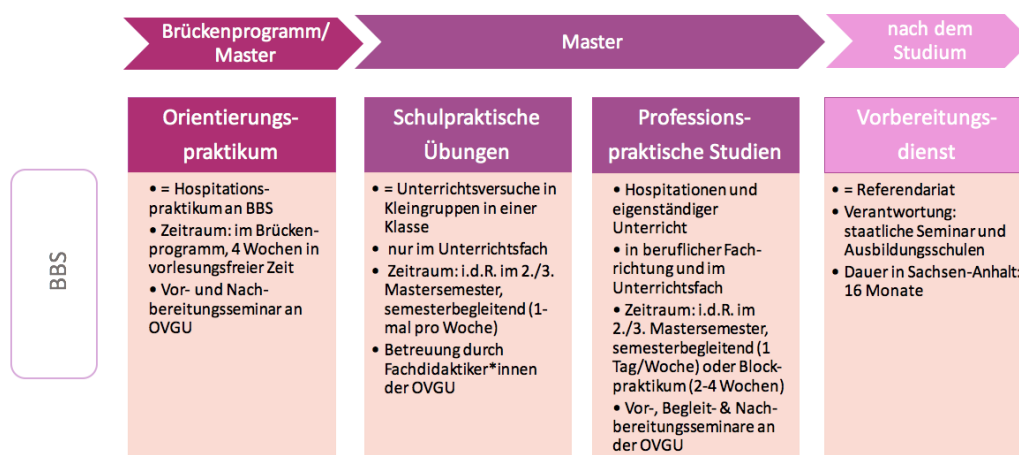 Brückenprogramm/
Master
Master
nach dem
Studium
BBS
Orientierungs-
praktikum
• = Hospitations-
praktikum an BBS
• Zeitraum: im Brücken-
programm, 4 Wochen in
vorlesungsfreier Zeit
• Vor- und Nach-
bereitungsseminar an
OVGU
Schulpraktische
Übungen
• = Unterrichtsversuche in
Kleingruppen in einer
Klasse
• nur im Unterrichtsfach
• Zeitraum: i.d.R. im 2./3.
Mastersemester,
semesterbegleitend (1-
mal pro Woche)
• Betreuung durch
Fachdidaktiker*innen
der OVGU
Professions-
praktische Studien
• Hospitationen und
eigenständiger
Unterricht
• in beruflicher Fach-
richtung und im
Unterrichtsfach
• Zeitraum: i.d.R. im
2./3. Mastersemester,
semesterbegleitend (1
Tag/Woche) oder Block-
praktikum (2-4 Wochen)
• Vor-, Begleit- & Nach-
bereitungsseminare an
der OVGU
Vorbereitungs-
dienst
• = Referendariat
• Verantwortung:
staatliche Seminar und
Ausbildungsschulen
• Dauer in Sachsen-Anhalt:
16 Monate